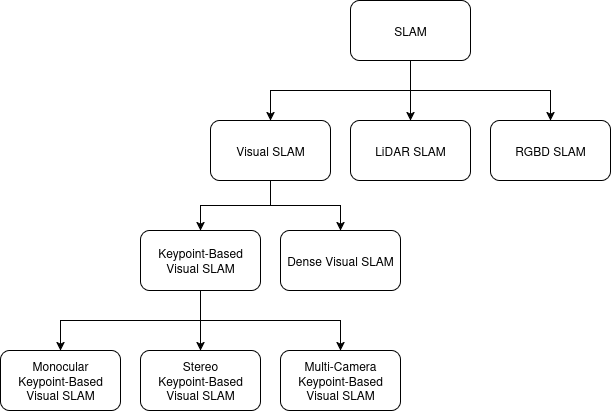 SLAM
Visual SLAM
LiDAR SLAM
RGBD SLAM
Keypoint-Based
Visual SLAM
Dense Visual SLAM
Monocular
Keypoint-Based
Visual SLAM
Stereo
Keypoint-Based
Visual SLAM
Multi-Camera
Keypoint-Based
Visual SLAM